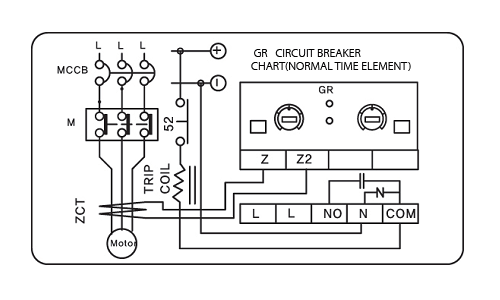 L L L
GR CIRCUIT BREAKER
CHART(NORMAL TIME ELEMENT)
MCCB
GR
M
52
Z Z2
TRIP
COIL
ZCT
L L NO N COM
N
Motor